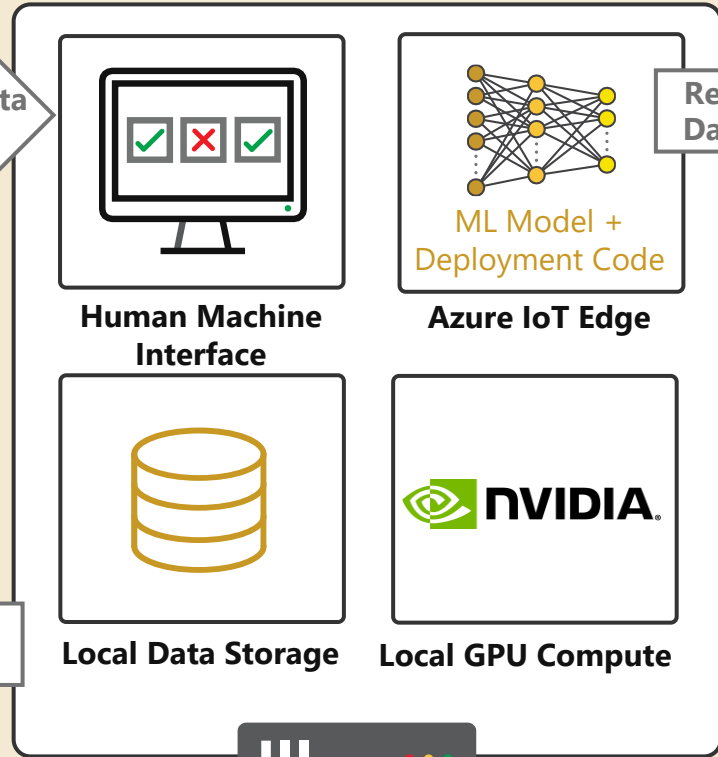 ML Model +
Deployment Code
Human Machine
Interface
Azure IoT Edge
NVIDIA.
Local Data Storage
Local GPU Compute